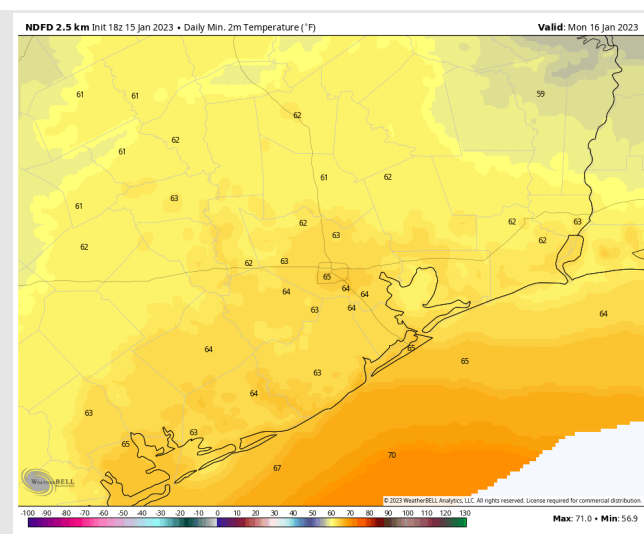 NDFD 2.5 km Init 18z 15 Jan 2023 • Daily Min. 2m Temperature (°F)
Valid: Mon 16 Jan 2023
61 61 59
62
62
61
61 62
63
61
62 62 63
63
62 62
62 63
65
64 64 64
63 64 64
65
64
65
63
64
63
63
65
70
67
WeatherBELL
© 2023 WeatherBELL Analytics, LLC. All rights reserved. License required for commercial distribution.
-100 -90 -80 -70 -60 -50 -40 -30 -20 -10 0 10 20 30 40 50 60 70 80 90 100 110 120 130
Max: 71.0 • Min: 56.9